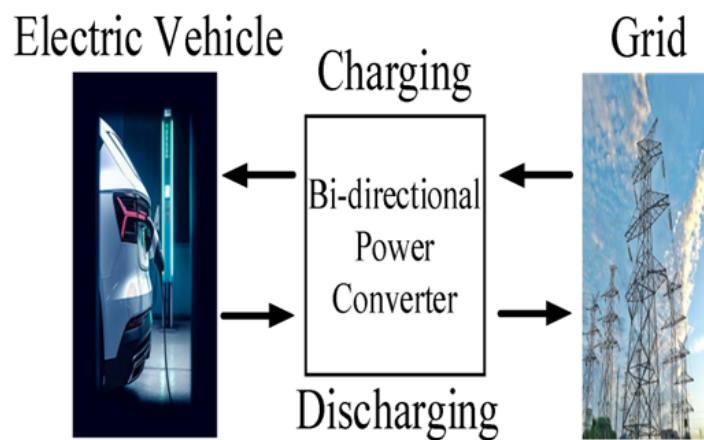 Electric Vehicle
Charging
Grid
Bi-directional
Power
Converter
Discharging